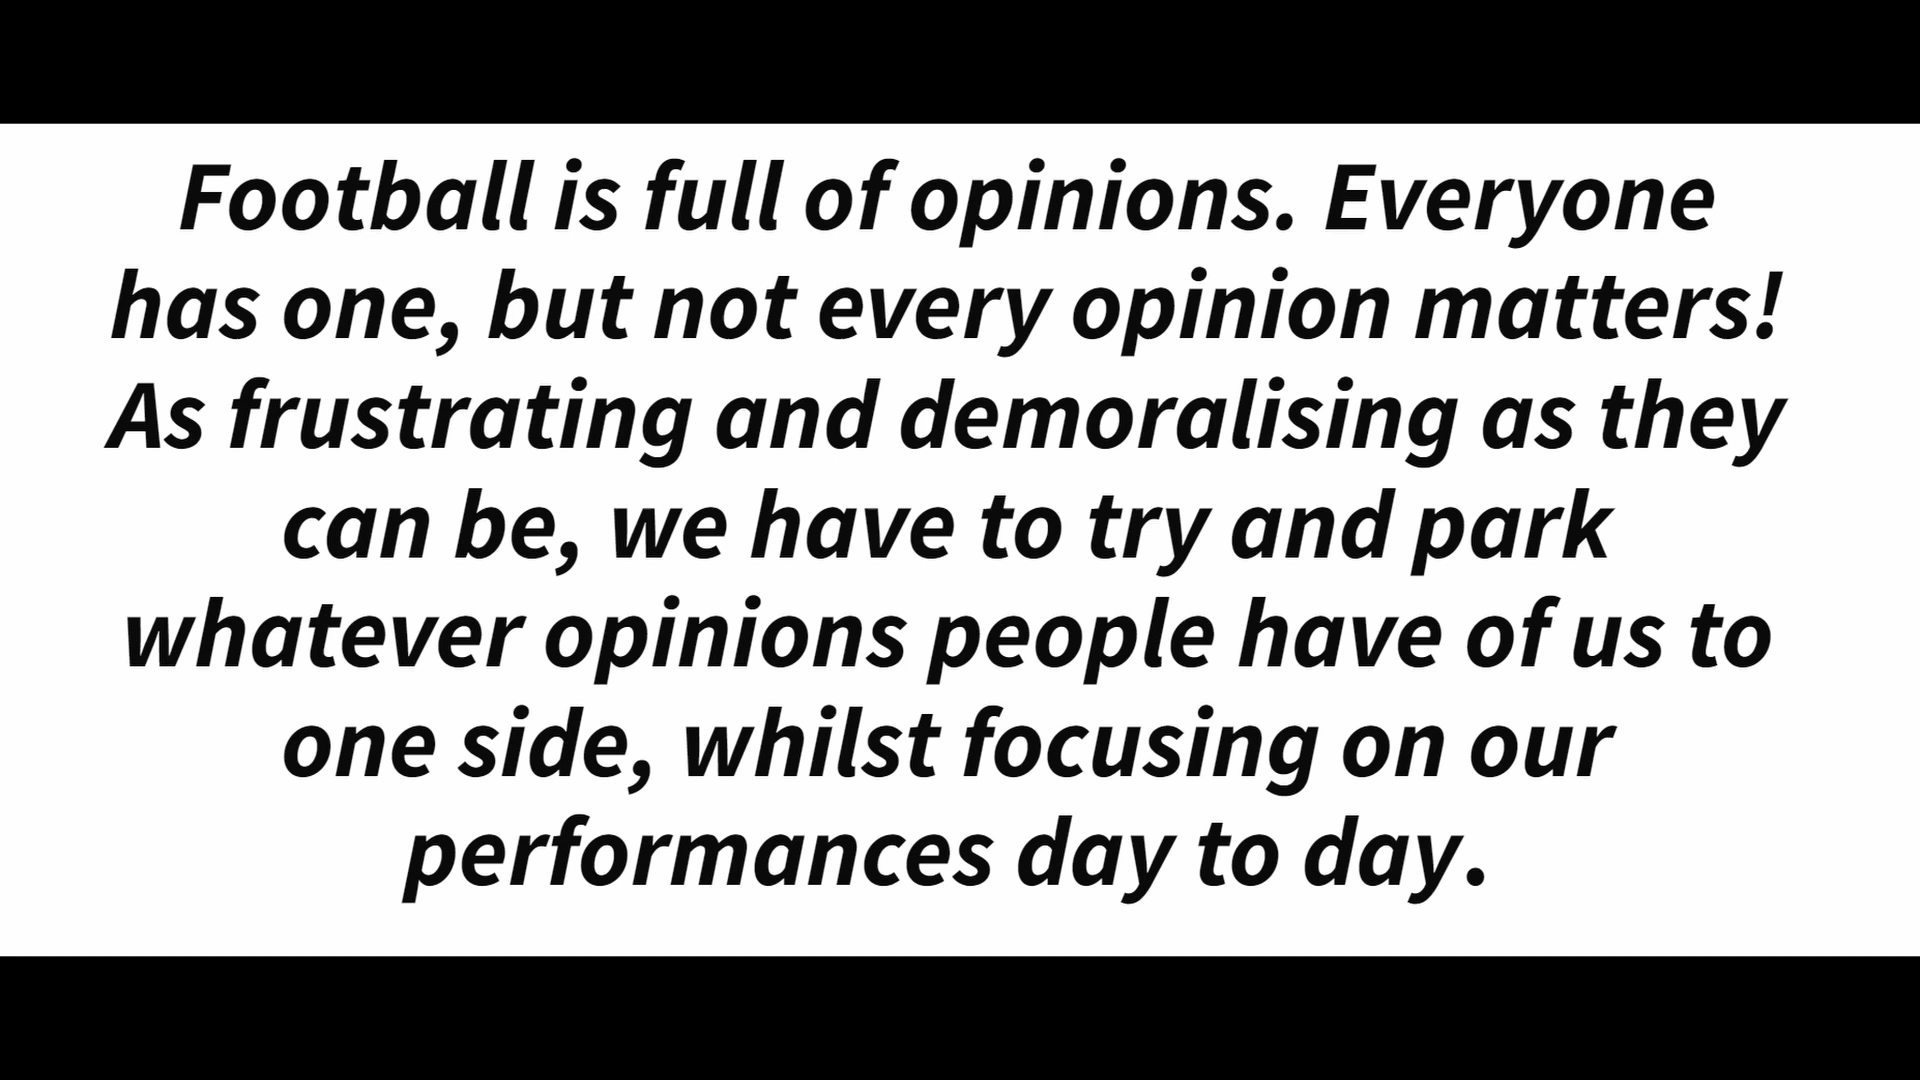 Football is full of opinions. Everyone
has one, but not every opinion matters!
As frustrating and demoralising as they
can be, we have to try and park
whatever opinions people have of us to
one side, whilst focusing on our
performances day to day.